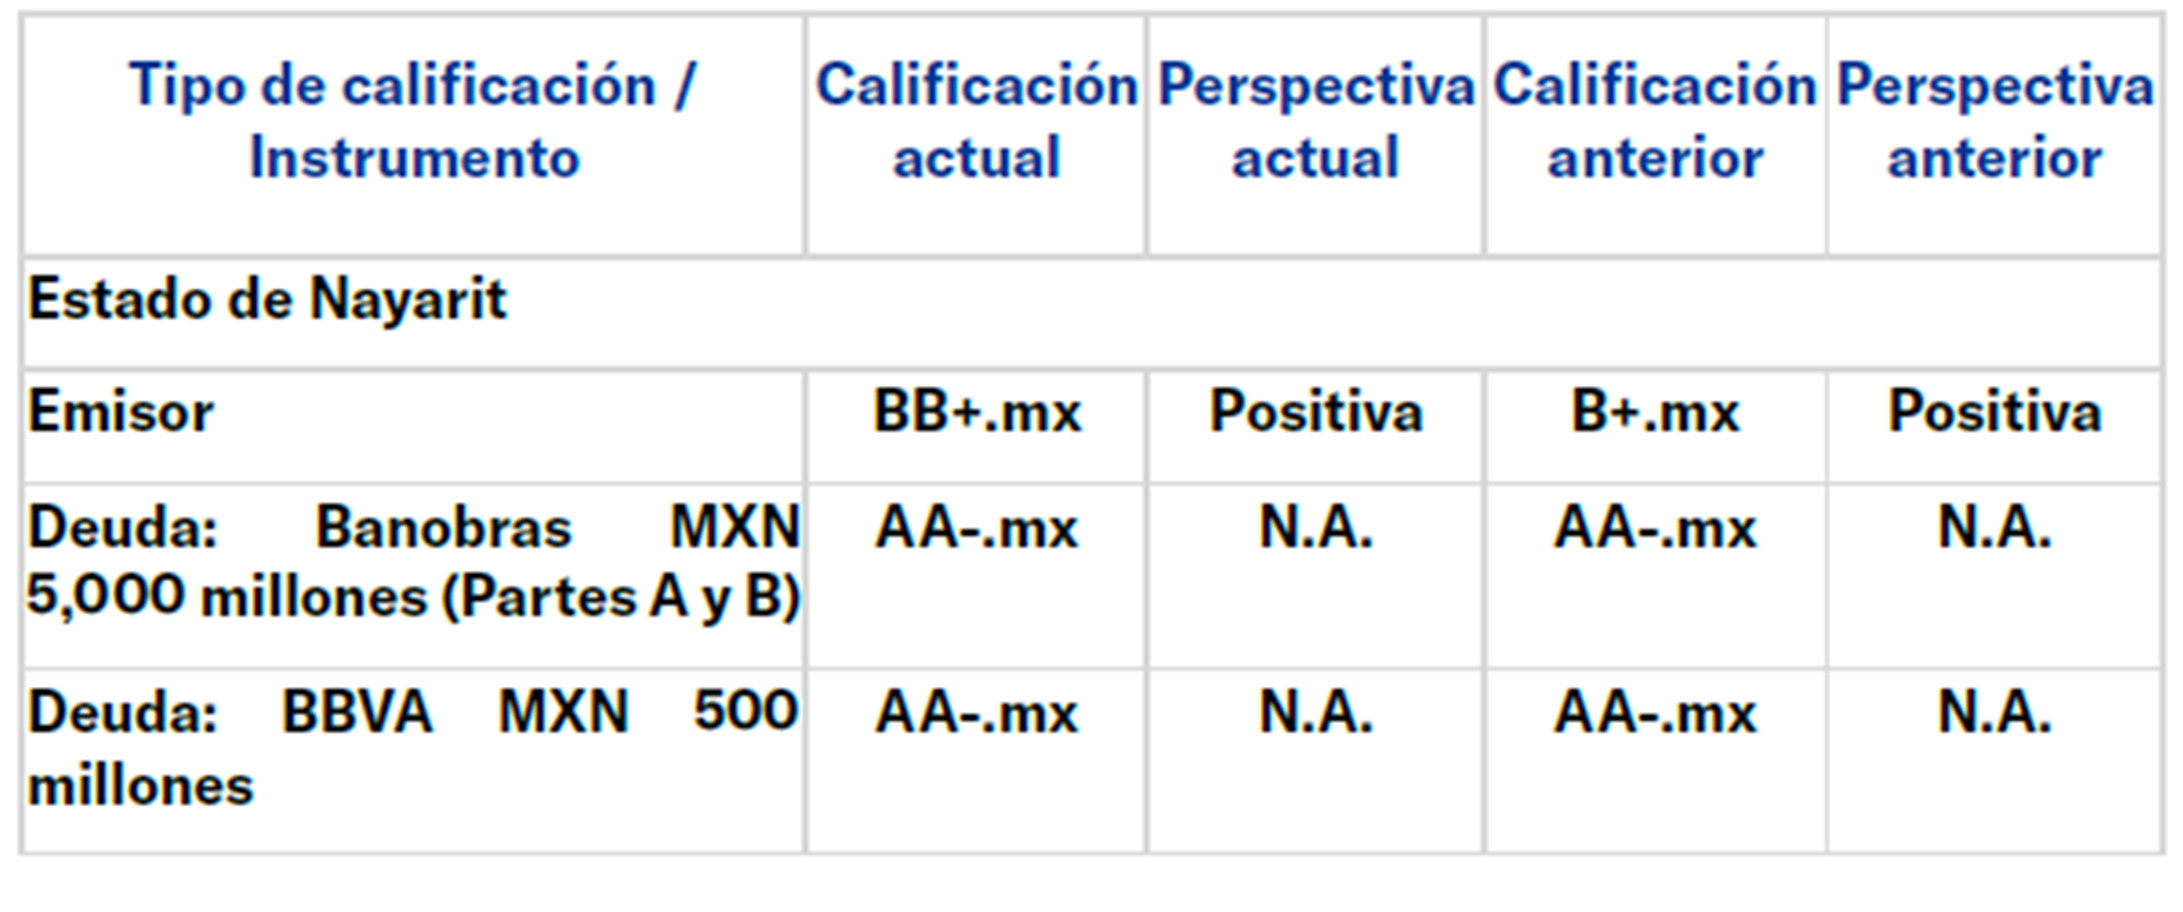 Tipo de calificación / Instrumento Calificación actual Perspectiva actual Calificación anterior Perspectiva anterior
Estado de Nayarit
Emisor BB+.mx Positiva B+.mx Positiva
Deuda: Banobras MXN AA-.mx N.A. AA-.mx N.A.
5,000 millones (Partes A y B)
Deuda: BBVA MXN 500 AA-.mx N.A. AA-.mx N.A.
millones